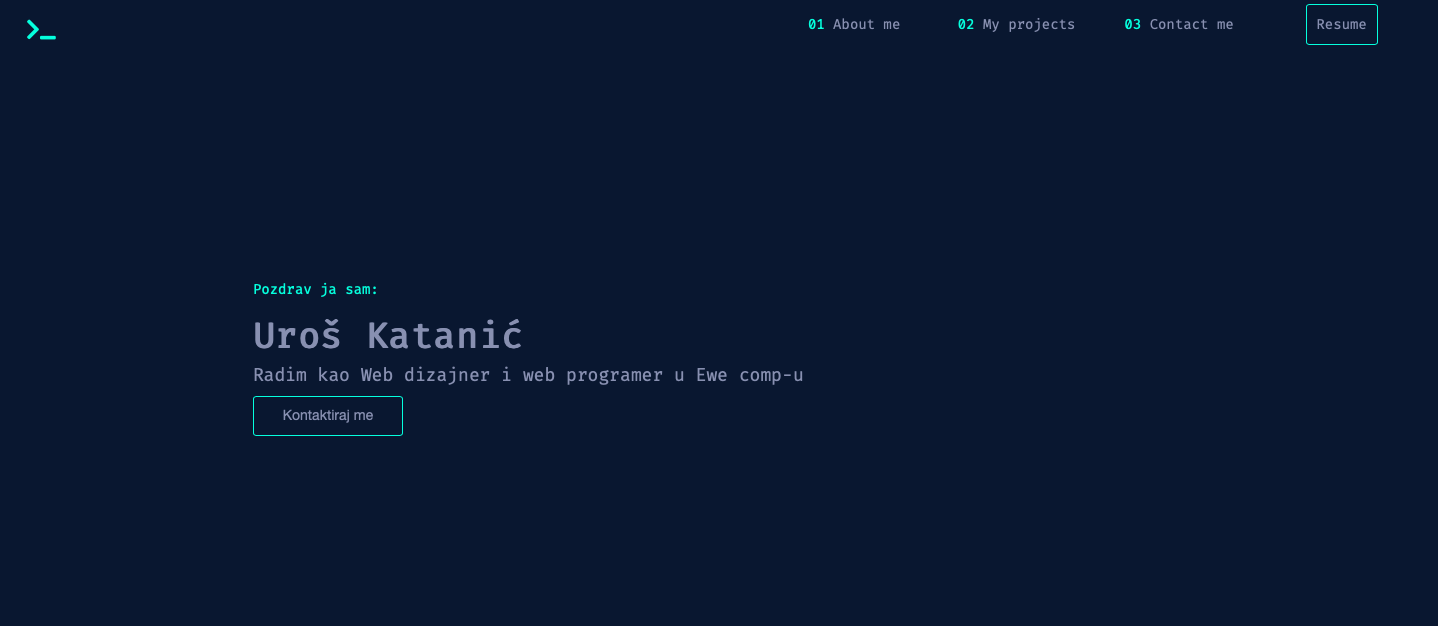 >_
01 About me 02 My projects 03 Contact me Resume
Pozdrav ja sam:
Uroš Katanić
Radim kao Web dizajner i web programer u Ewe comp-u
Kontaktiraj me